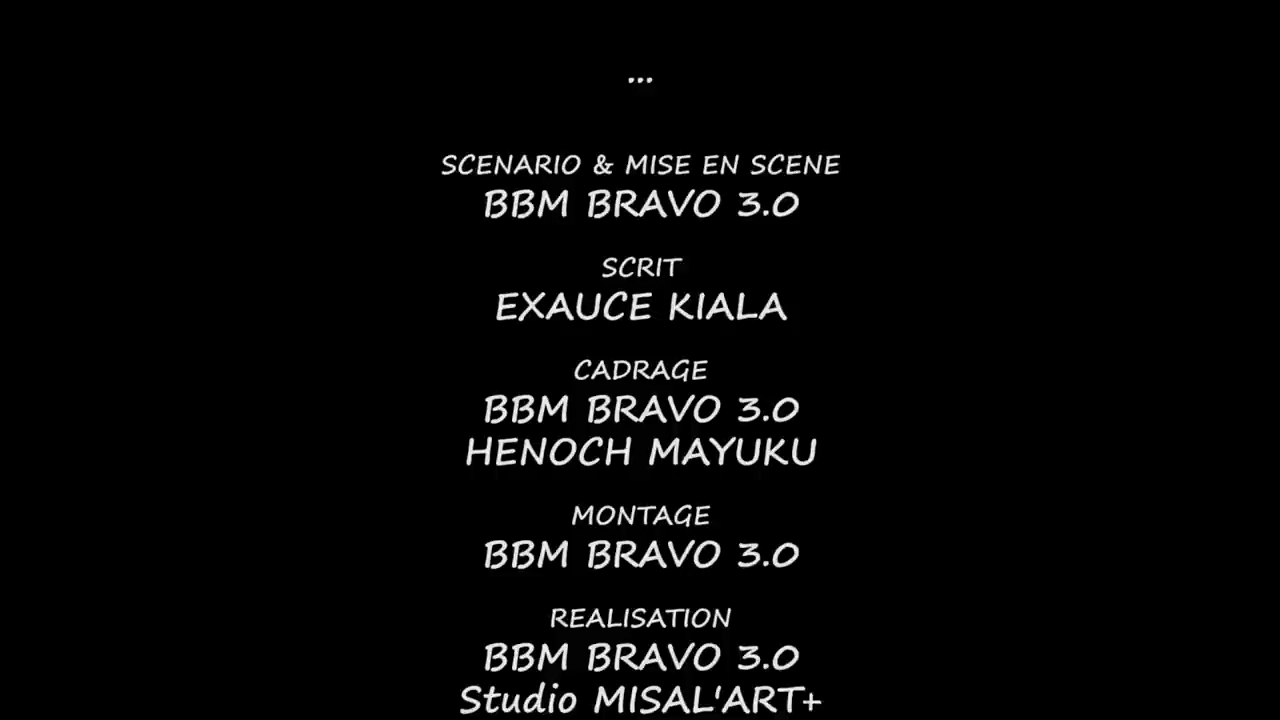 ...
SCENARIO & MISE EN SCENE
BBM BRAVO 3.0
SCRIT
EXAUCE KIALA
CADRAGE
BBM BRAVO 3.0
HENOCH MAYUKU
MONTAGE
BBM BRAVO 3.0
REALISATION
BBM BRAVO 3.0
Studio MISAL'ART+